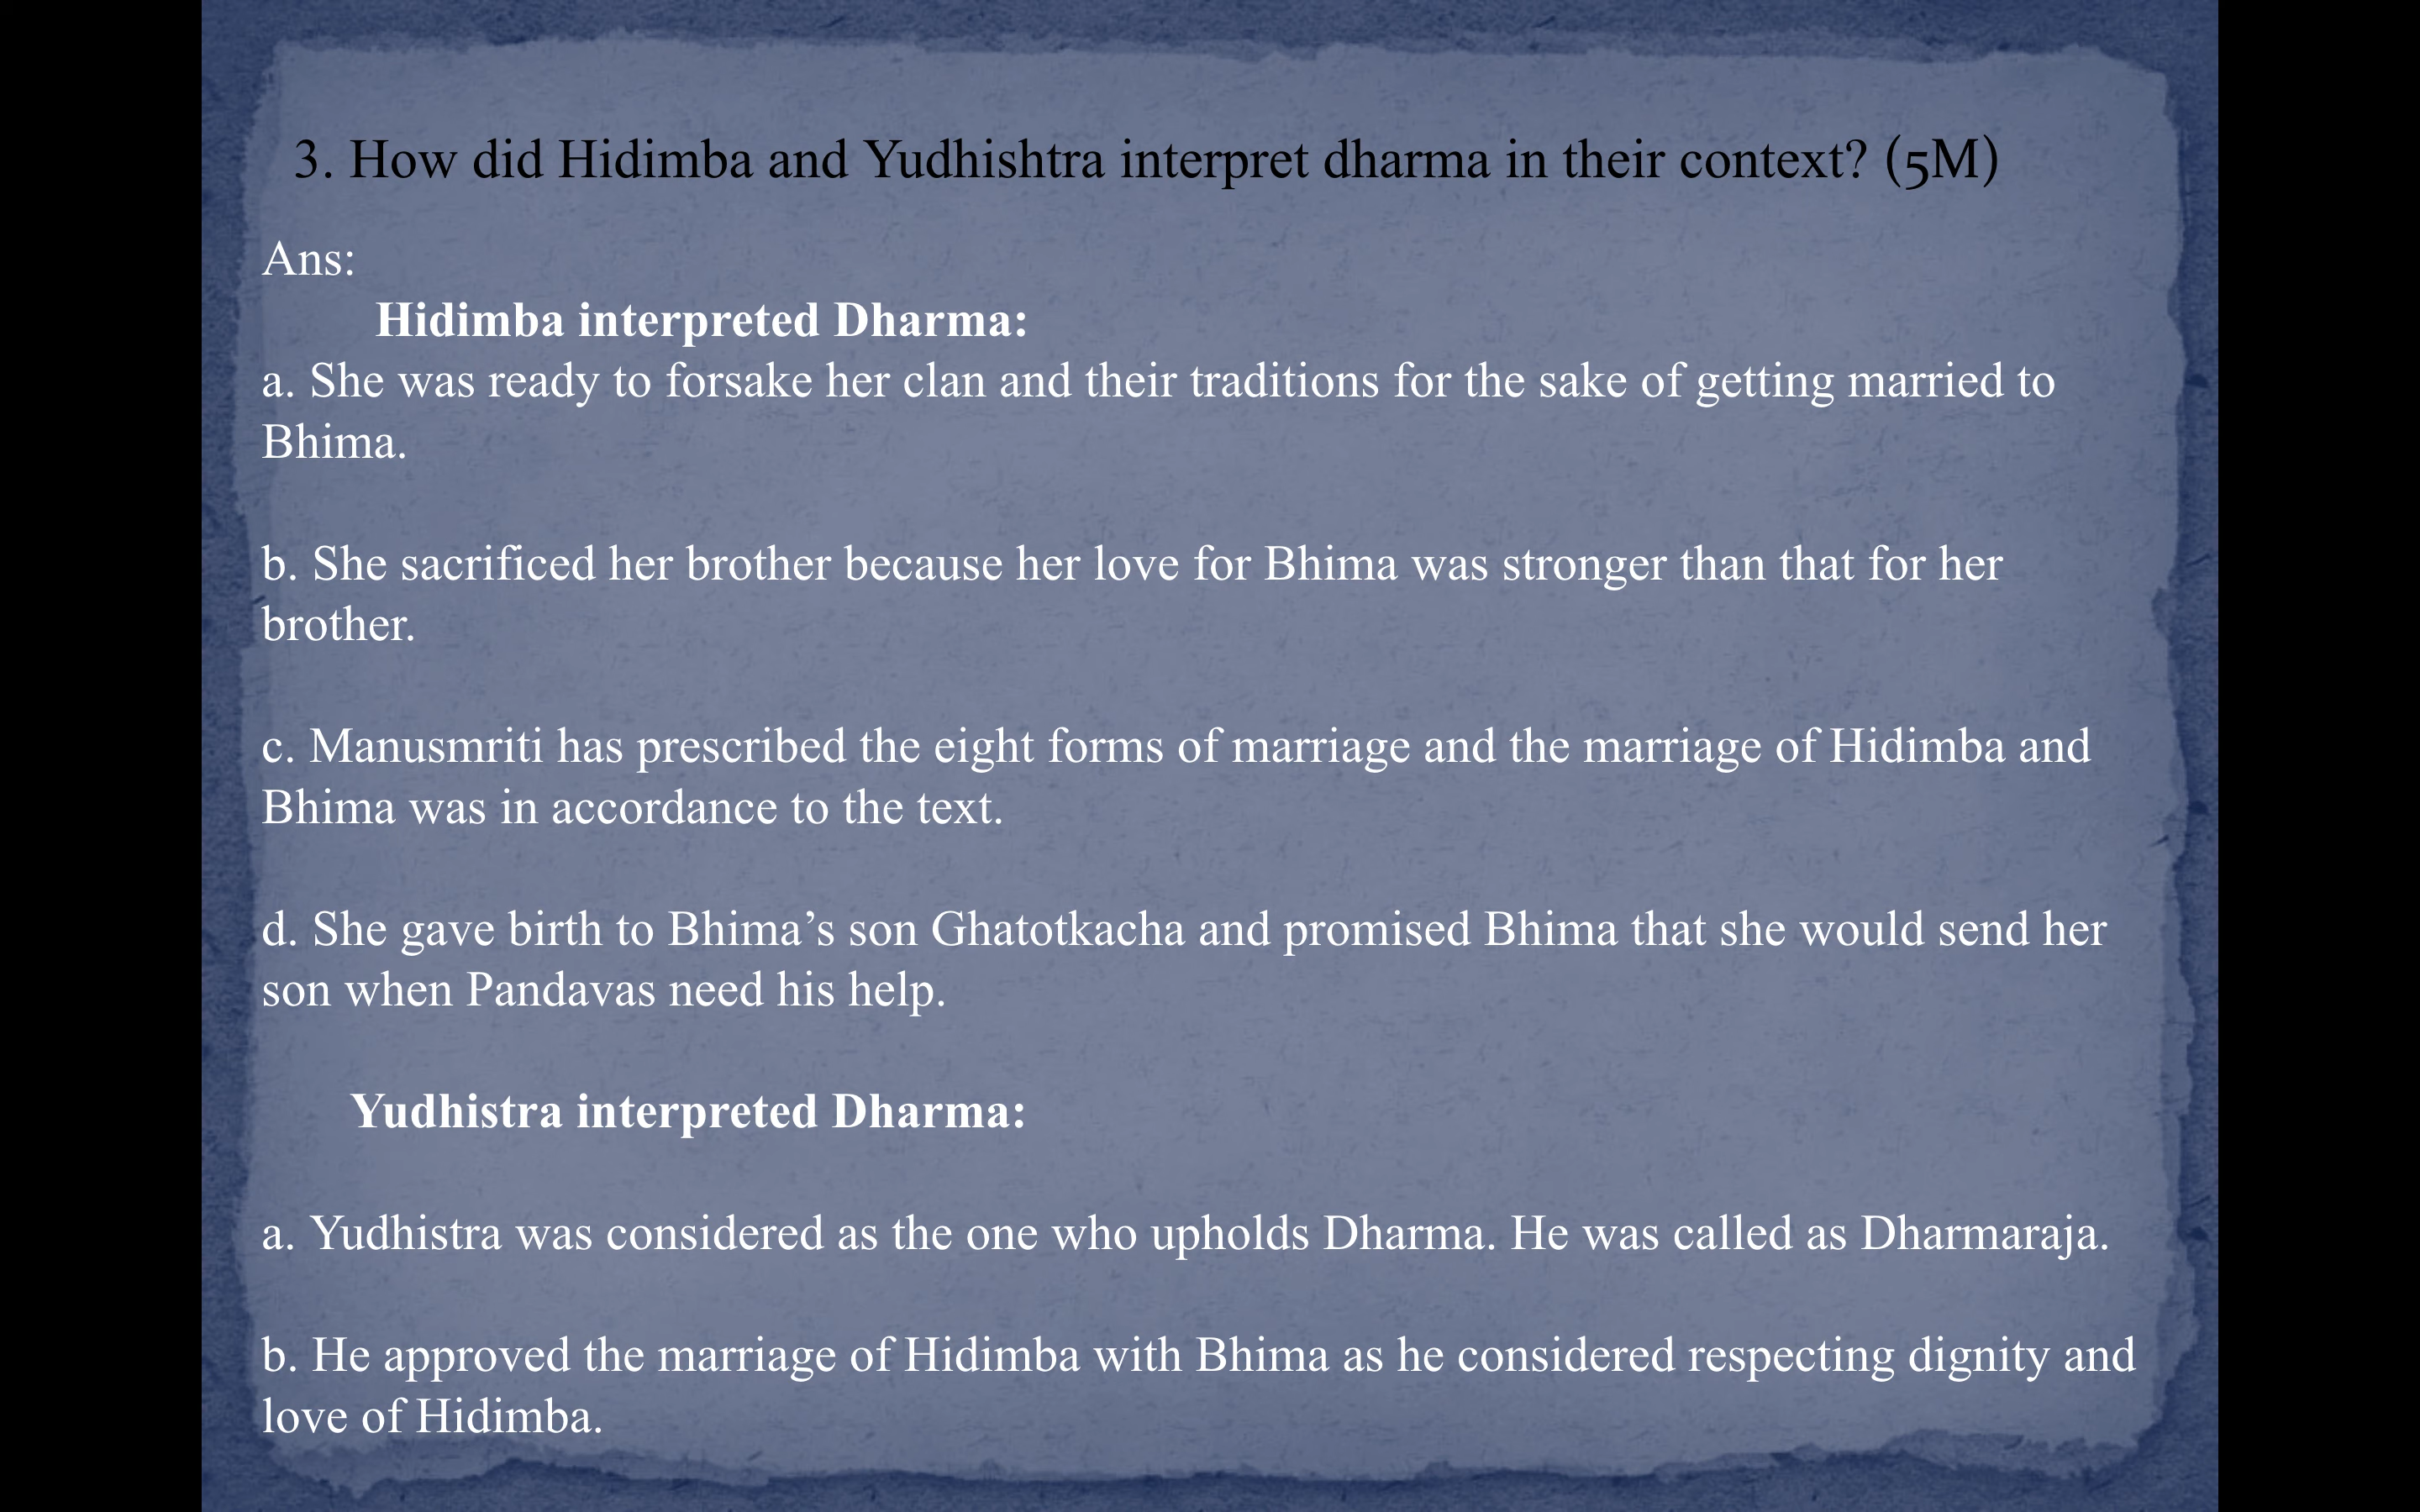 3. How did Hidimba and Yudhishtra interpret dharma in their context? (5M)
Ans:
Hidimba interpreted Dharma:
a. She was ready to forsake her clan and their traditions for the sake of getting married to
Bhima.
b. She sacrificed her brother because her love for Bhima was stronger than that for her
brother.
c. Manusmriti has prescribed the eight forms of marriage and the marriage of Hidimba and
Bhima was in accordance to the text.
d. She gave birth to Bhima’s son Ghatotkacha and promised Bhima that she would send her
son when Pandavas need his help.
Yudhistra interpreted Dharma:
a. Yudhistra was considered as the one who upholds Dharma. He was called as Dharmaraja.
b. He approved the marriage of Hidimba with Bhima as he considered respecting dignity and
love of Hidimba.